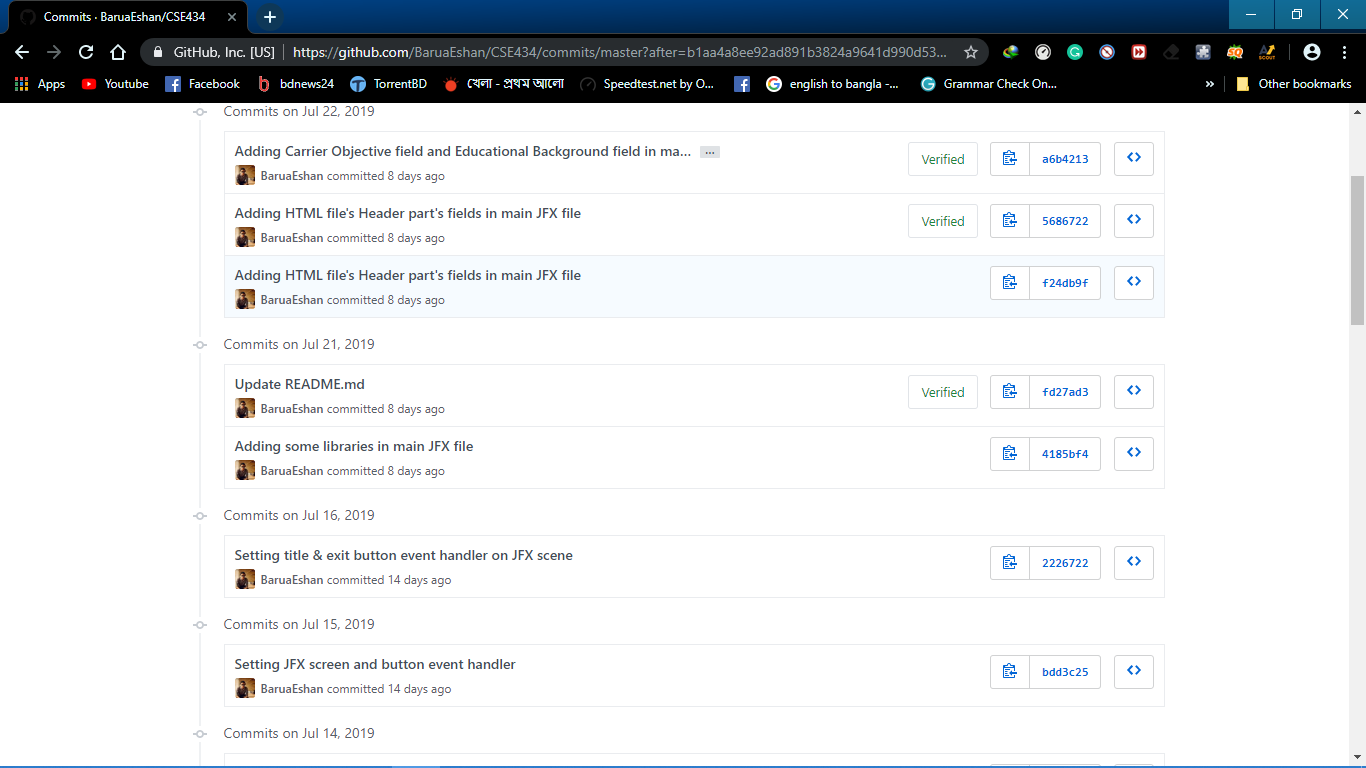 Commits · BaruaEshan/CSE434
GitHub, Inc. [US] | https://github.com/BaruaEshan/CSE434/commits/master?after=b1aa4a8ee92ad891b3824a9641d990d53...
Apps Youtube Facebook bdnews24 TorrentBD খেলা - প্রথম আলো Speedtest.net by O... english to bangla -... Grammar Check On... » Other bookmarks
Commits on Jul 22, 2019
Adding Carrier Objective field and Educational Background field in ma... ...
Verified a6b4213
BaruaEshan committed 8 days ago
Adding HTML file's Header part's fields in main JFX file
Verified 5686722
BaruaEshan committed 8 days ago
Adding HTML file's Header part's fields in main JFX file
f24db9f
BaruaEshan committed 8 days ago
Commits on Jul 21, 2019
Update README.md
Verified fd27ad3
BaruaEshan committed 8 days ago
Adding some libraries in main JFX file
4185bf4
BaruaEshan committed 8 days ago
Commits on Jul 16, 2019
Setting title & exit button event handler on JFX scene
2226722
BaruaEshan committed 14 days ago
Commits on Jul 15, 2019
Setting JFX screen and button event handler
bdd3c25
BaruaEshan committed 14 days ago
Commits on Jul 14, 2019